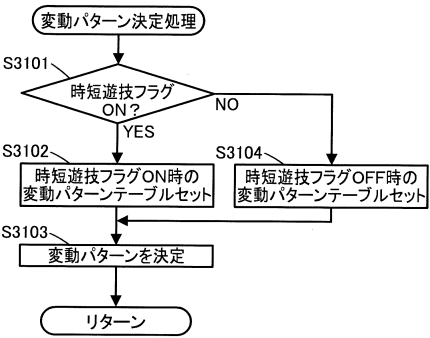 変動パターン決定処理
S3101
時短遊技フラグ
ON?
NO
YES
S3102
時短遊技フラグON時の
変動パターンテーブルセット
S3104
時短遊技フラグOFF時の
変動パターンテーブルセット
S3103
変動パターンを決定
リターン